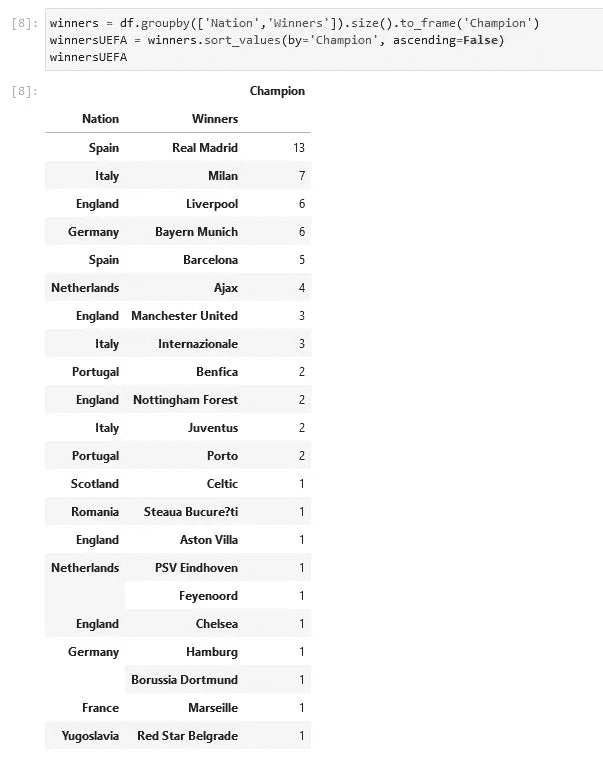 [8]: winners = df.groupby(['Nation','Winners']).size().to_frame('Champion')
winnersUEFA = winners.sort_values(by='Champion', ascending=False)
winnersUEFA
[8]:
Champion
Nation Winners
Spain Real Madrid 13
Italy Milan 7
England Liverpool 6
Germany Bayern Munich 6
Spain Barcelona 5
Netherlands Ajax 4
England Manchester United 3
Italy Internazionale 3
Portugal Benfica 2
England Nottingham Forest 2
Italy Juventus 2
Portugal Porto 2
Scotland Celtic 1
Romania Steaua Bucure?ti 1
England Aston Villa 1
Netherlands PSV Eindhoven 1
Feyenoord 1
England Chelsea 1
Germany Hamburg 1
Borussia Dortmund 1
France Marseille 1
Yugoslavia Red Star Belgrade 1